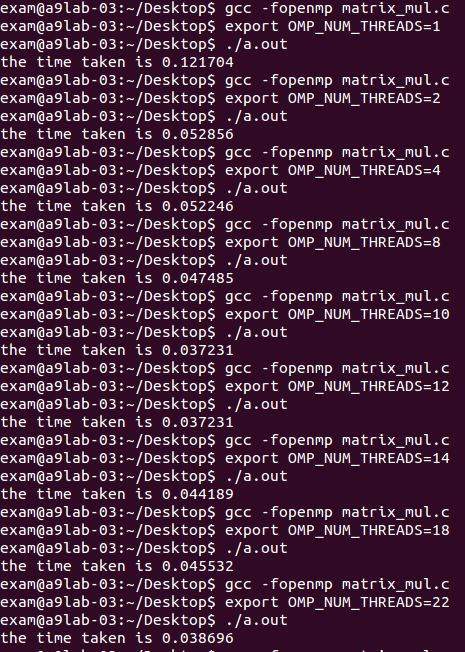 exam@a9lab-03:~/Desktop$ gcc -fopenmp matrix_mul.c
exam@a9lab-03:~/Desktop$ export OMP_NUM_THREADS=1
exam@a9lab-03:~/Desktop$ ./a.out
the time taken is 0.121704
exam@a9lab-03:~/Desktop$ gcc -fopenmp matrix_mul.c
exam@a9lab-03:~/Desktop$ export OMP_NUM_THREADS=2
exam@a9lab-03:~/Desktop$ ./a.out
the time taken is 0.052856
exam@a9lab-03:~/Desktop$ gcc -fopenmp matrix_mul.c
exam@a9lab-03:~/Desktop$ export OMP_NUM_THREADS=4
exam@a9lab-03:~/Desktop$ ./a.out
the time taken is 0.052246
exam@a9lab-03:~/Desktop$ gcc -fopenmp matrix_mul.c
exam@a9lab-03:~/Desktop$ export OMP_NUM_THREADS=8
exam@a9lab-03:~/Desktop$ ./a.out
the time taken is 0.047485
exam@a9lab-03:~/Desktop$ gcc -fopenmp matrix_mul.c
exam@a9lab-03:~/Desktop$ export OMP_NUM_THREADS=10
exam@a9lab-03:~/Desktop$ ./a.out
the time taken is 0.037231
exam@a9lab-03:~/Desktop$ gcc -fopenmp matrix_mul.c
exam@a9lab-03:~/Desktop$ export OMP_NUM_THREADS=12
exam@a9lab-03:~/Desktop$ ./a.out
the time taken is 0.037231
exam@a9lab-03:~/Desktop$ gcc -fopenmp matrix_mul.c
exam@a9lab-03:~/Desktop$ export OMP_NUM_THREADS=14
exam@a9lab-03:~/Desktop$ ./a.out
the time taken is 0.044189
exam@a9lab-03:~/Desktop$ gcc -fopenmp matrix_mul.c
exam@a9lab-03:~/Desktop$ export OMP_NUM_THREADS=18
exam@a9lab-03:~/Desktop$ ./a.out
the time taken is 0.045532
exam@a9lab-03:~/Desktop$ gcc -fopenmp matrix_mul.c
exam@a9lab-03:~/Desktop$ export OMP_NUM_THREADS=22
exam@a9lab-03:~/Desktop$ ./a.out
the time taken is 0.038696